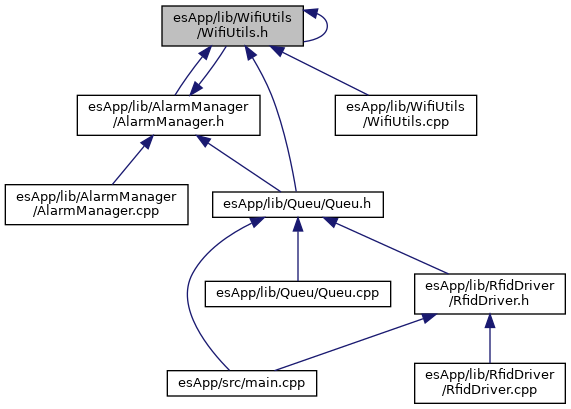 esApp/lib/WifiUtils
/WifiUtils.h
esApp/lib/AlarmManager
/AlarmManager.h
esApp/lib/WifiUtils
/WifiUtils.cpp
esApp/lib/AlarmManager
/AlarmManager.cpp
esApp/lib/Queu/Queu.h
esApp/lib/Queu/Queu.cpp
esApp/lib/RfidDriver
/RfidDriver.h
esApp/src/main.cpp
esApp/lib/RfidDriver
/RfidDriver.cpp